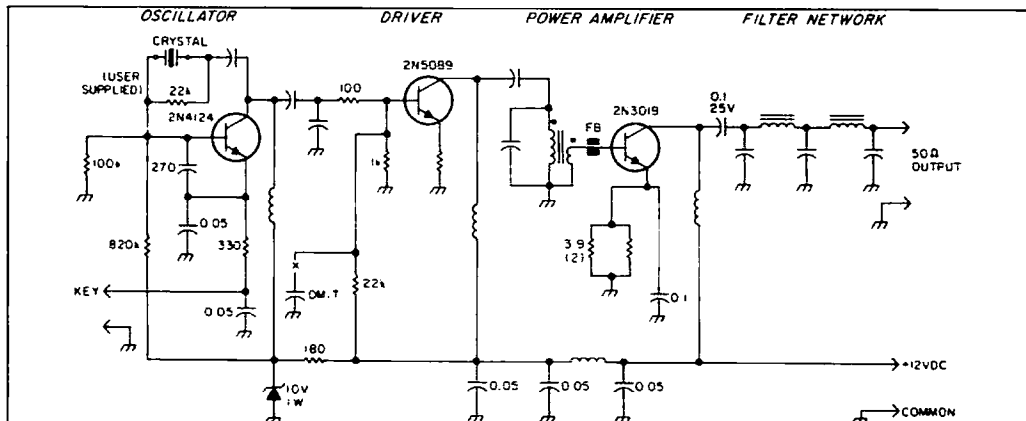 OSCILLATOR
DRIVER
POWER AMPLIFIER
FILTER NETWORK
CRYSTAL
(USER
SUPPLIED)
22k
2N4124
100k
270
0.05
820k
330
KEY
0.05
10V
1W
180
100
2N5089
1k
OM.T
22k
0.05
FB
2N3019
3.9
(2)
0.1
0.05
0.05
0.1
25V
50Ω
OUTPUT
+12VDC
COMMON